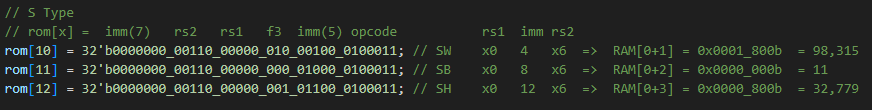 // S Type
// rom[x] =  imm(7)   rs2   rs1   f3  imm(5) opcode            rs1  imm rs2
rom[10] = 32'b0000000_00110_00000_010_00100_0100011; // SW     x0   4   x6  =>  RAM[0+1] = 0x0001_800b  = 98,315
rom[11] = 32'b0000000_00110_00000_000_01000_0100011; // SB     x0   8   x6  =>  RAM[0+2] = 0x0000_000b  = 11
rom[12] = 32'b0000000_00110_00000_001_01100_0100011; // SH     x0   12  x6  =>  RAM[0+3] = 0x0000_800b  = 32,779